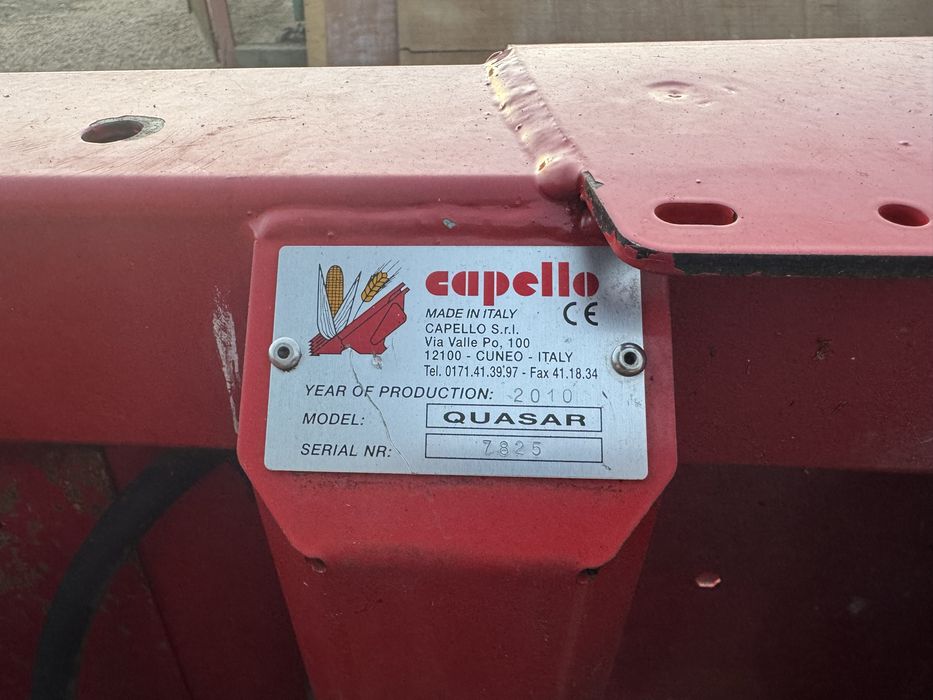 capello
MADE IN ITALY CE
CAPELLO S.r.l.
Via Valle Po, 100
12100 - CUNEO - ITALY
Tel. 0171.41.39.97 - Fax 41.18.34
YEAR OF PRODUCTION: 2010
MODEL: QUASAR
SERIAL NR: 7825